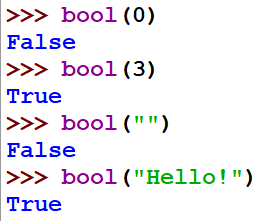 >>> bool(0)
False
>>> bool(3)
True
>>> bool("")
False
>>> bool("Hello!")
True